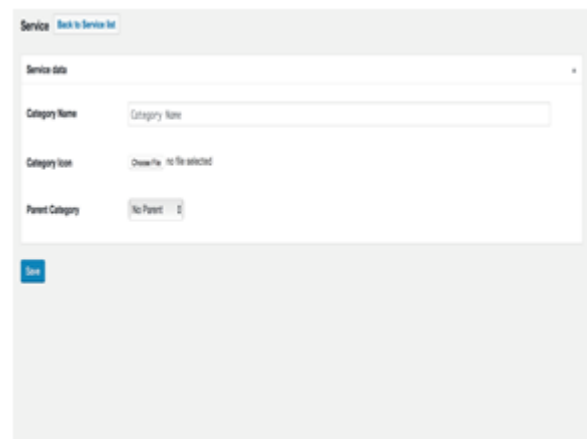 Service Back to Service list
Service data
Category Name Category Name
Category Icon Choose File no file selected
Parent Category No Parent
Save